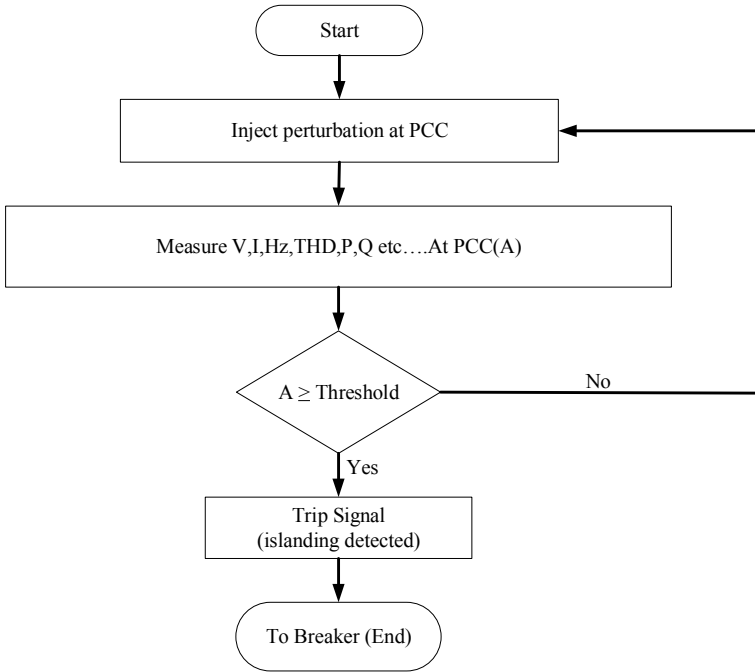 Start
Inject perturbation at PCC
Measure V,I,Hz,THD,P,Q etc….At PCC(A)
A ≥ Threshold
No
Yes
Trip Signal
(islanding detected)
To Breaker (End)